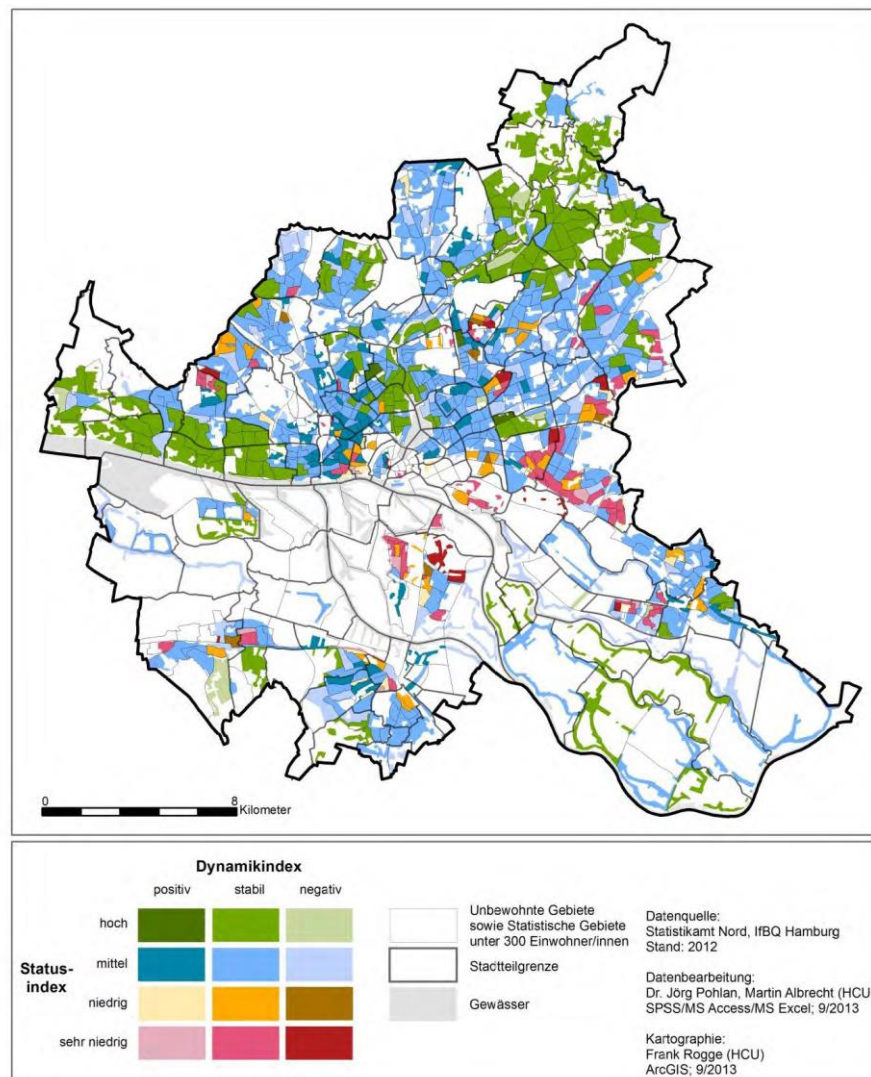 0
8
Kilometer
Dynamikindex
positiv
stabil
negativ
Status-
index
hoch
mittel
niedrig
sehr niedrig
Unbewohnte Gebiete
sowie Statistische Gebiete
unter 300 Einwohner/innen
Stadtteilgrenze
Gewässer
Datenquelle:
Statistikamt Nord, IfBQ Hamburg
Stand: 2012
Datenbearbeitung:
Dr. Jörg Pohlan, Martin Albrecht (HCU
SPSS/MS Access/MS Excel; 9/2013
Kartographie:
Frank Rogge (HCU)
ArcGIS; 9/2013